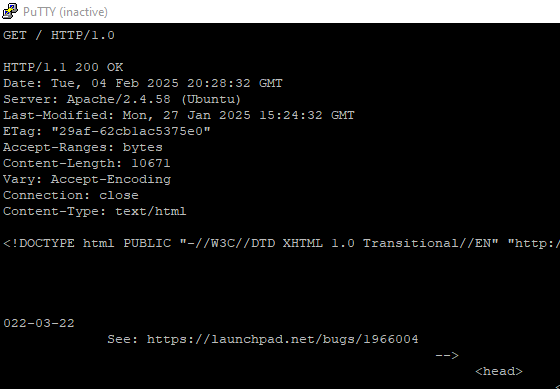 PuTTY (inactive)
GET / HTTP/1.0
HTTP/1.1 200 OK
Date: Tue, 04 Feb 2025 20:28:32 GMT
Server: Apache/2.4.58 (Ubuntu)
Last-Modified: Mon, 27 Jan 2025 15:24:32 GMT
ETag: "29af-62cb1ac5375e0"
Accept-Ranges: bytes
Content-Length: 10671
Vary: Accept-Encoding
Connection: close
Content-Type: text/html
<!DOCTYPE html PUBLIC "-//W3C//DTD XHTML 1.0 Transitional//EN" "http:/
022-03-22
See: https://launchpad.net/bugs/1966004
-->
<head>